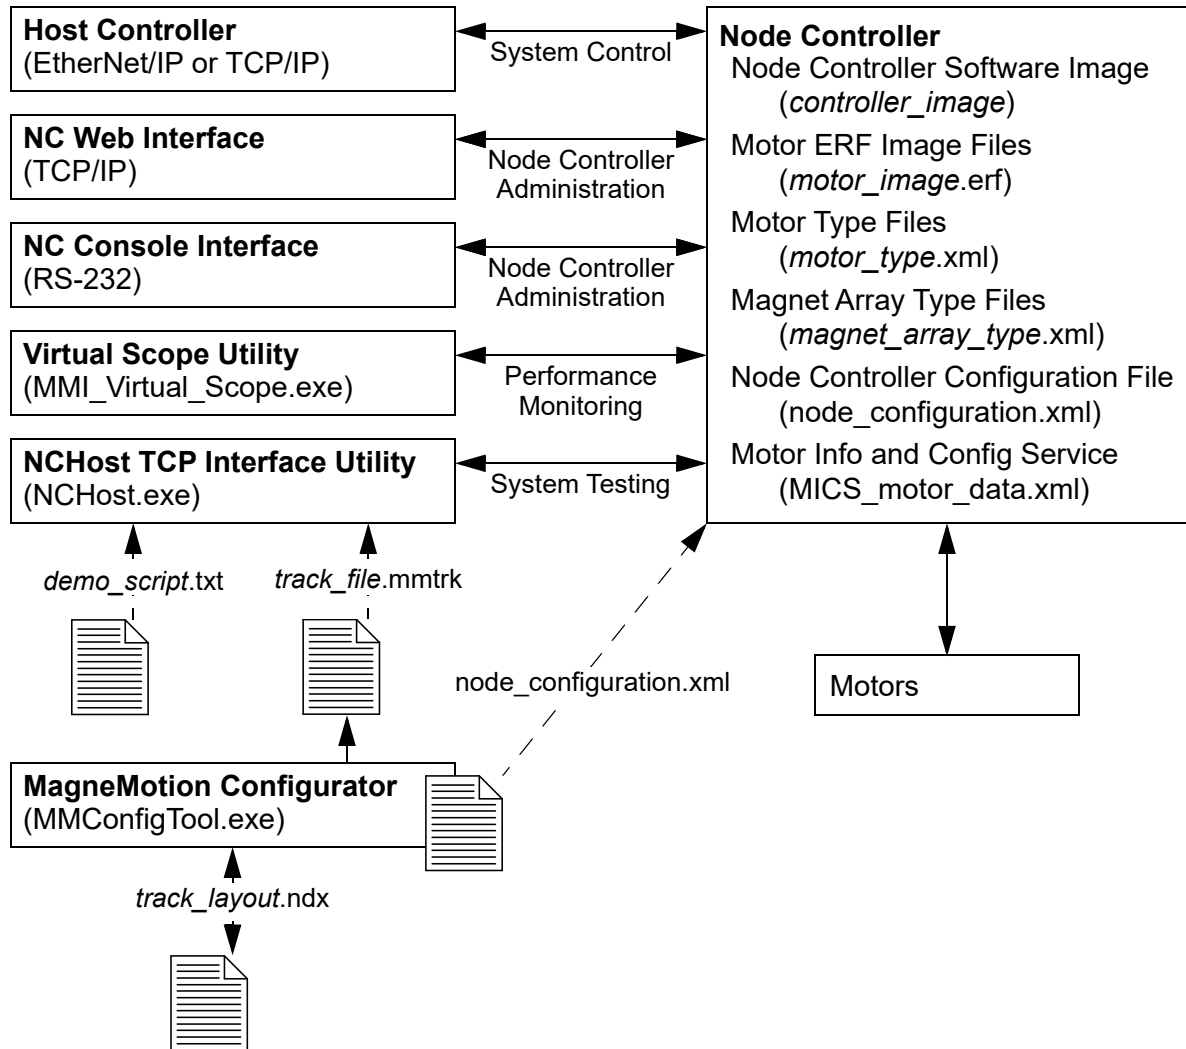 Host Controller
(EtherNet/IP or TCP/IP)
System Control
NC Web Interface
(TCP/IP)
Node Controller
Administration
NC Console Interface
(RS-232)
Node Controller
Administration
Virtual Scope Utility
(MMI_Virtual_Scope.exe)
Performance
Monitoring
NCHost TCP Interface Utility
(NCHost.exe)
System Testing
Node Controller
Node Controller Software Image
(controller_image)
Motor ERF Image Files
(motor_image.erf)
Motor Type Files
(motor_type.xml)
Magnet Array Type Files
(magnet_array_type.xml)
Node Controller Configuration File
(node_configuration.xml)
Motor Info and Config Service
(MICS_motor_data.xml)
demo_script.txt
track_file.mmtrk
node_configuration.xml
Motors
MagneMotion Configurator
(MMConfigTool.exe)
track_layout.ndx